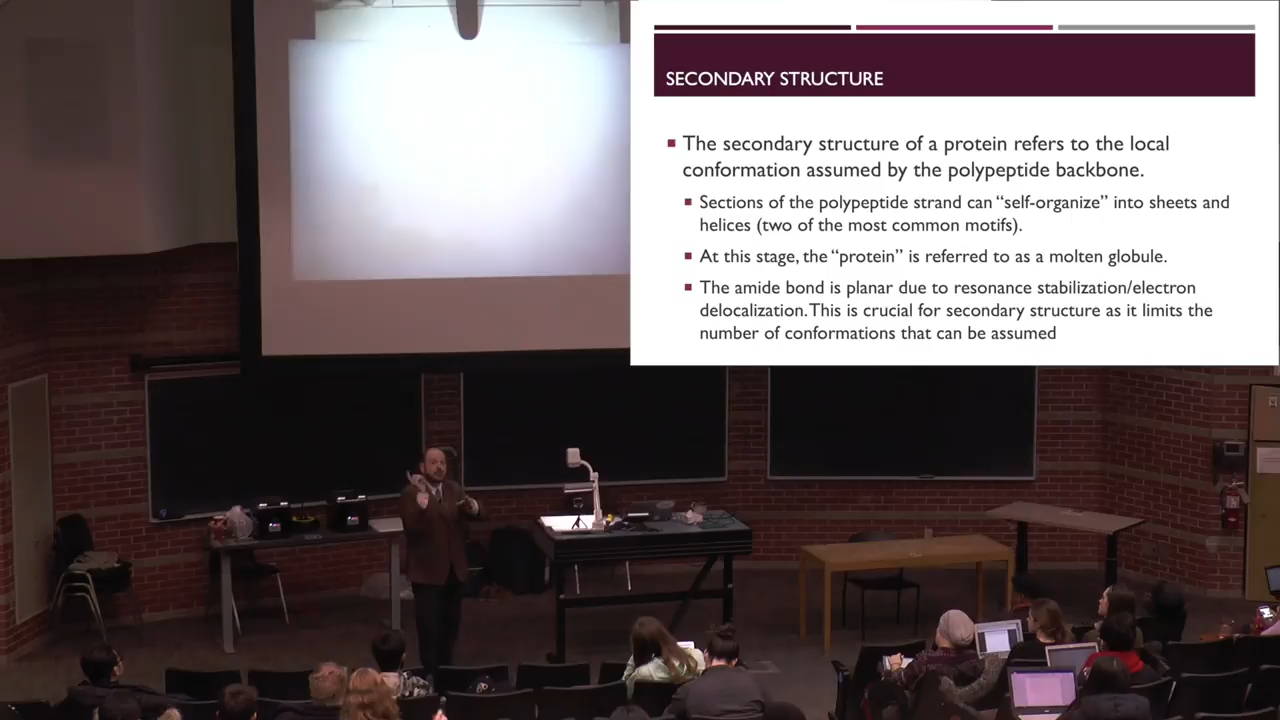 SECONDARY STRUCTURE
The secondary structure of a protein refers to the local
conformation assumed by the polypeptide backbone.
Sections of the polypeptide strand can “self-organize” into sheets and
helices (two of the most common motifs).
At this stage, the “protein” is referred to as a molten globule.
The amide bond is planar due to resonance stabilization/electron
delocalization. This is crucial for secondary structure as it limits the
number of conformations that can be assumed